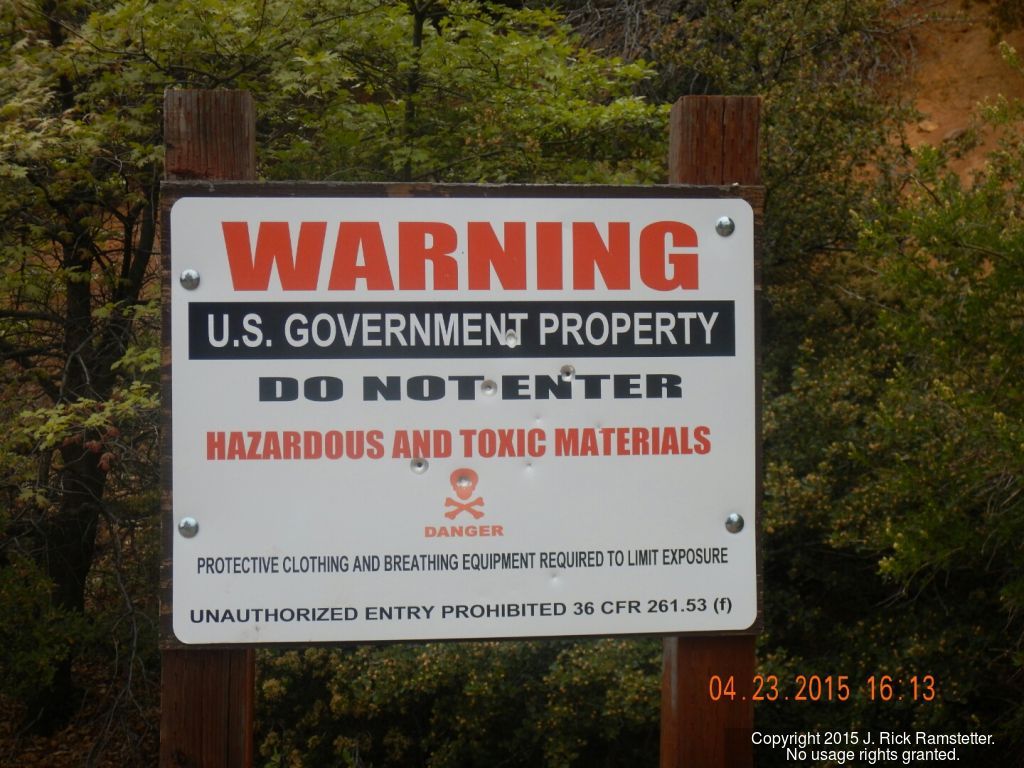 WARNING
U.S. GOVERNMENT PROPERTY
DO NOT ENTER
HAZARDOUS AND TOXIC MATERIALS
DANGER
PROTECTIVE CLOTHING AND BREATHING EQUIPMENT REQUIRED TO LIMIT EXPOSURE
UNAUTHORIZED ENTRY PROHIBITED 36 CFR 261.53 (f)
04.23.2015 16:13
Copyright 2015 J. Rick Ramstetter.
No usage rights granted.